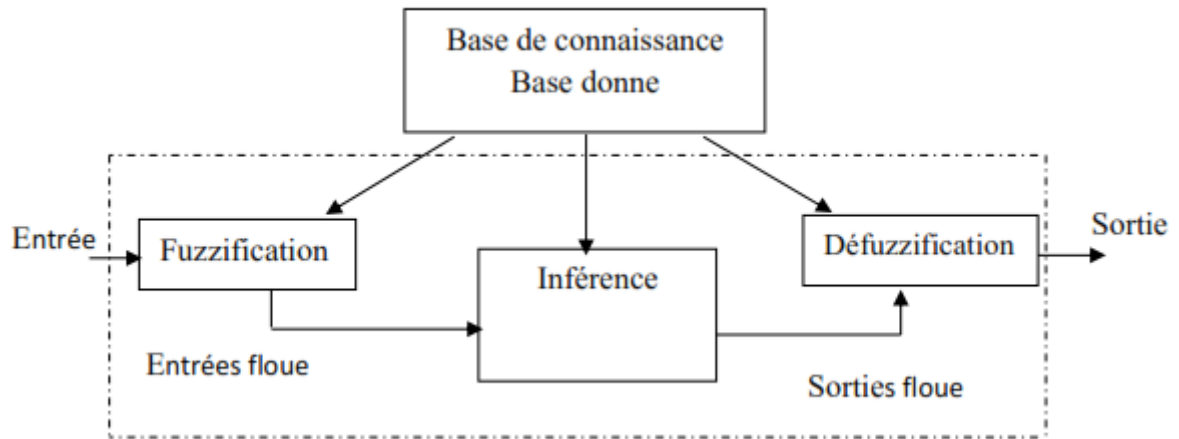 Base de connaissance
Base donne
Entrée
Fuzzification
Inférence
Défuzzification
Sortie
Entrées floue
Sorties floue